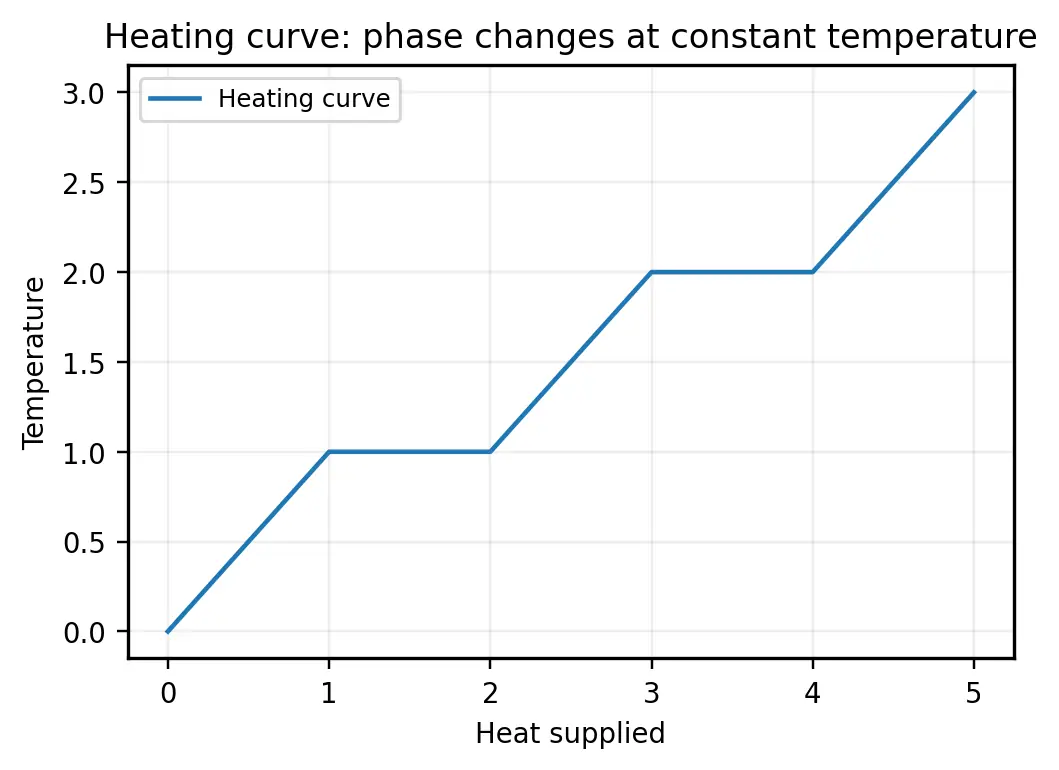 Heating curve: phase changes at constant temperature
Heating curve
3.0
2.5
2.0
1.5
1.0
0.5
0.0
Temperature
0 1 2 3 4 5
Heat supplied